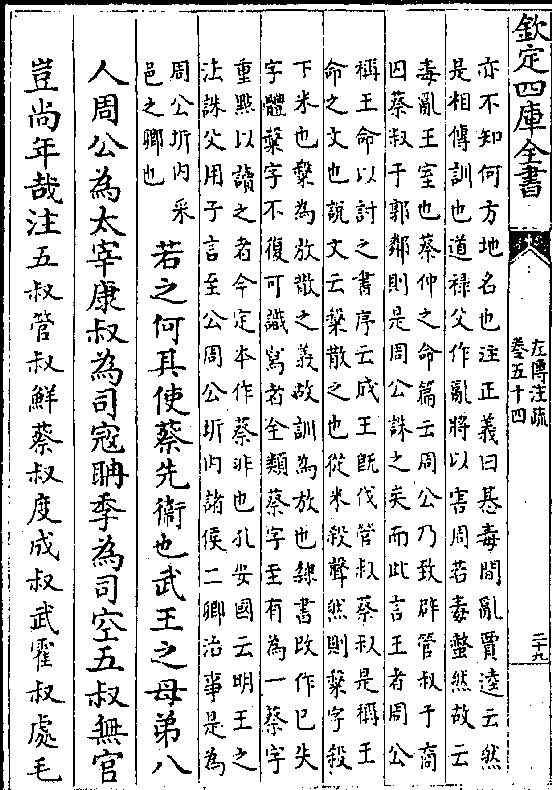 欽定四庫全書
左傳注疏
卷五十四
二十九
亦不知何方地名也注正義曰惎毒間亂賈逵云然
是相傳訓也道祿父作亂將以害周若毒螫然故云
毒亂王室也蔡仲之命篇云周公乃致辟管叔于商
囚蔡叔于郭鄰則是周公誅之矣而此言王者周公
稱王命以討之書序云成王旣伐管叔蔡叔是稱王
命之文也說文云𥻦散之也從米殺聲然則𥻦字殺
下米也𥻦為放散之義故訓為放也隸書改作已失
字體𥻦字不復可識寫者全類蔡字至有為一蔡字
重點以讀之者今定本作蔡非也孔安國云明王之
法誅父用子言至公周公圻内諸侯二卿治事是為
周公圻内采
邑之卿也
若之何其使蔡先衞也武王之母弟八
人周公為太宰康叔為司寇聃季為司空五叔無官
豈尚年哉注五叔管叔鮮蔡叔度成叔武霍叔處毛